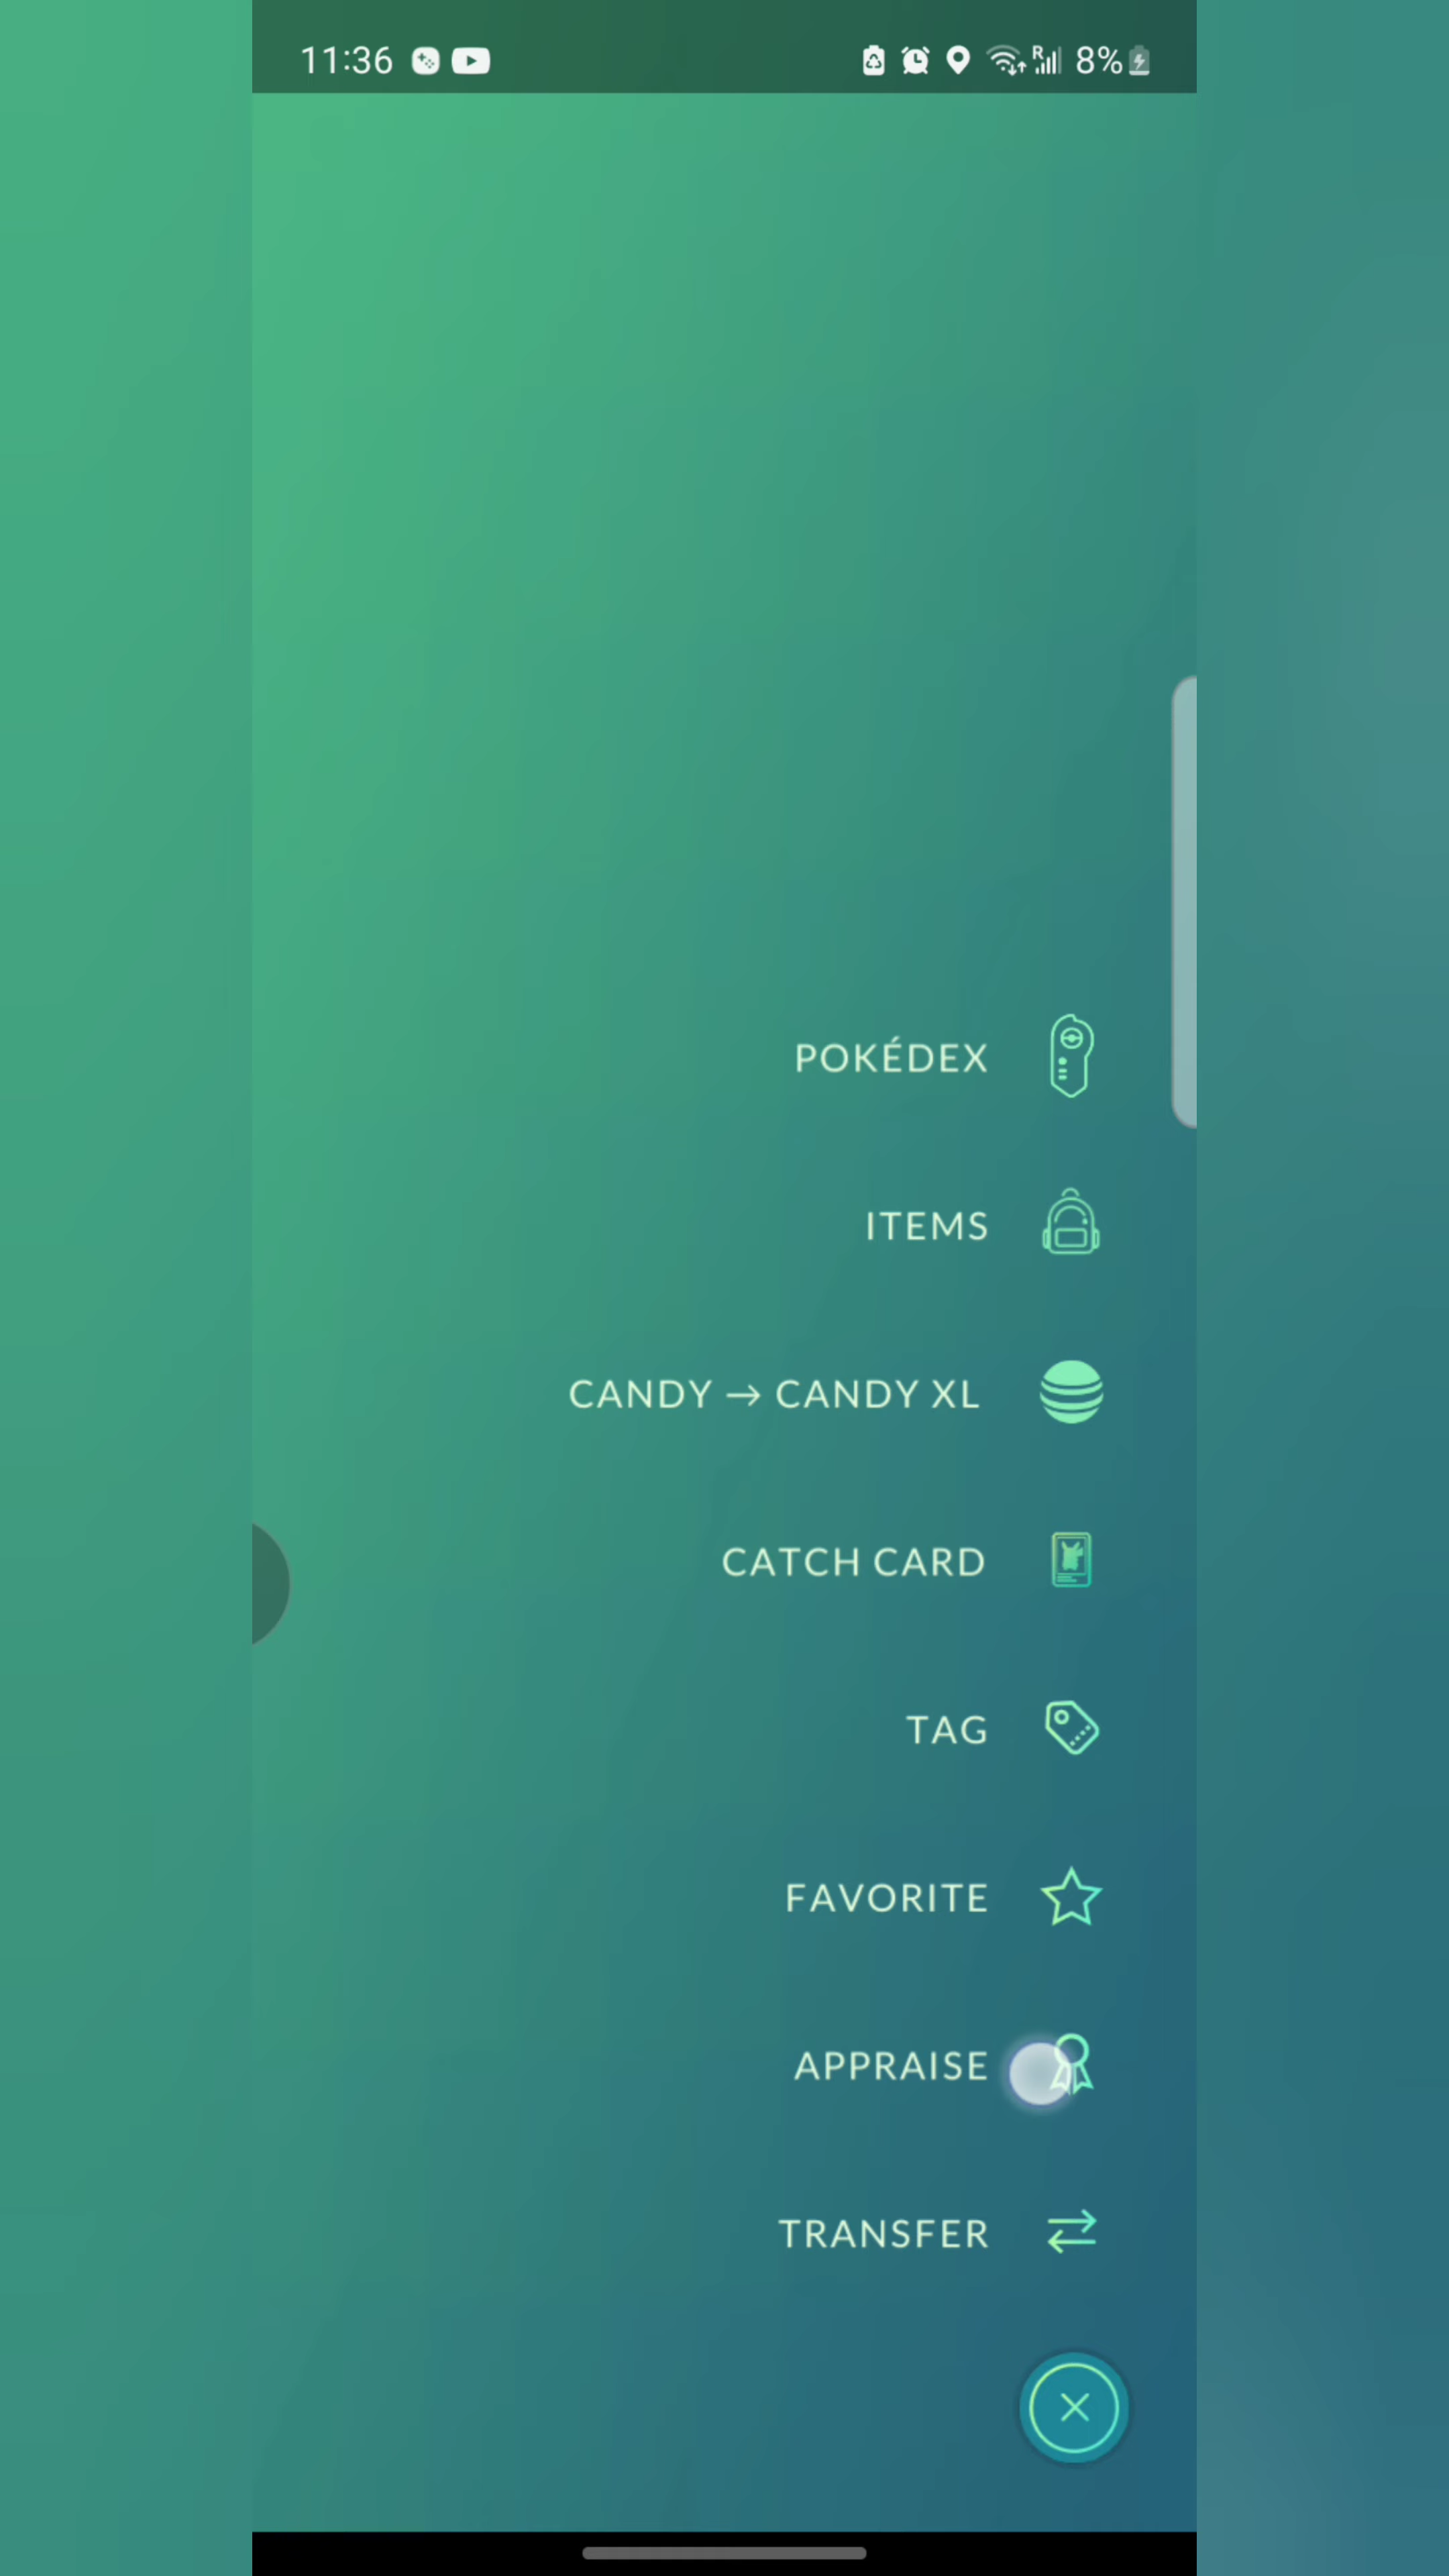 11:36 R 8%
POKÉDEX
ITEMS
CANDY → CANDY XL
CATCH CARD
TAG
FAVORITE
APPRAISE
TRANSFER